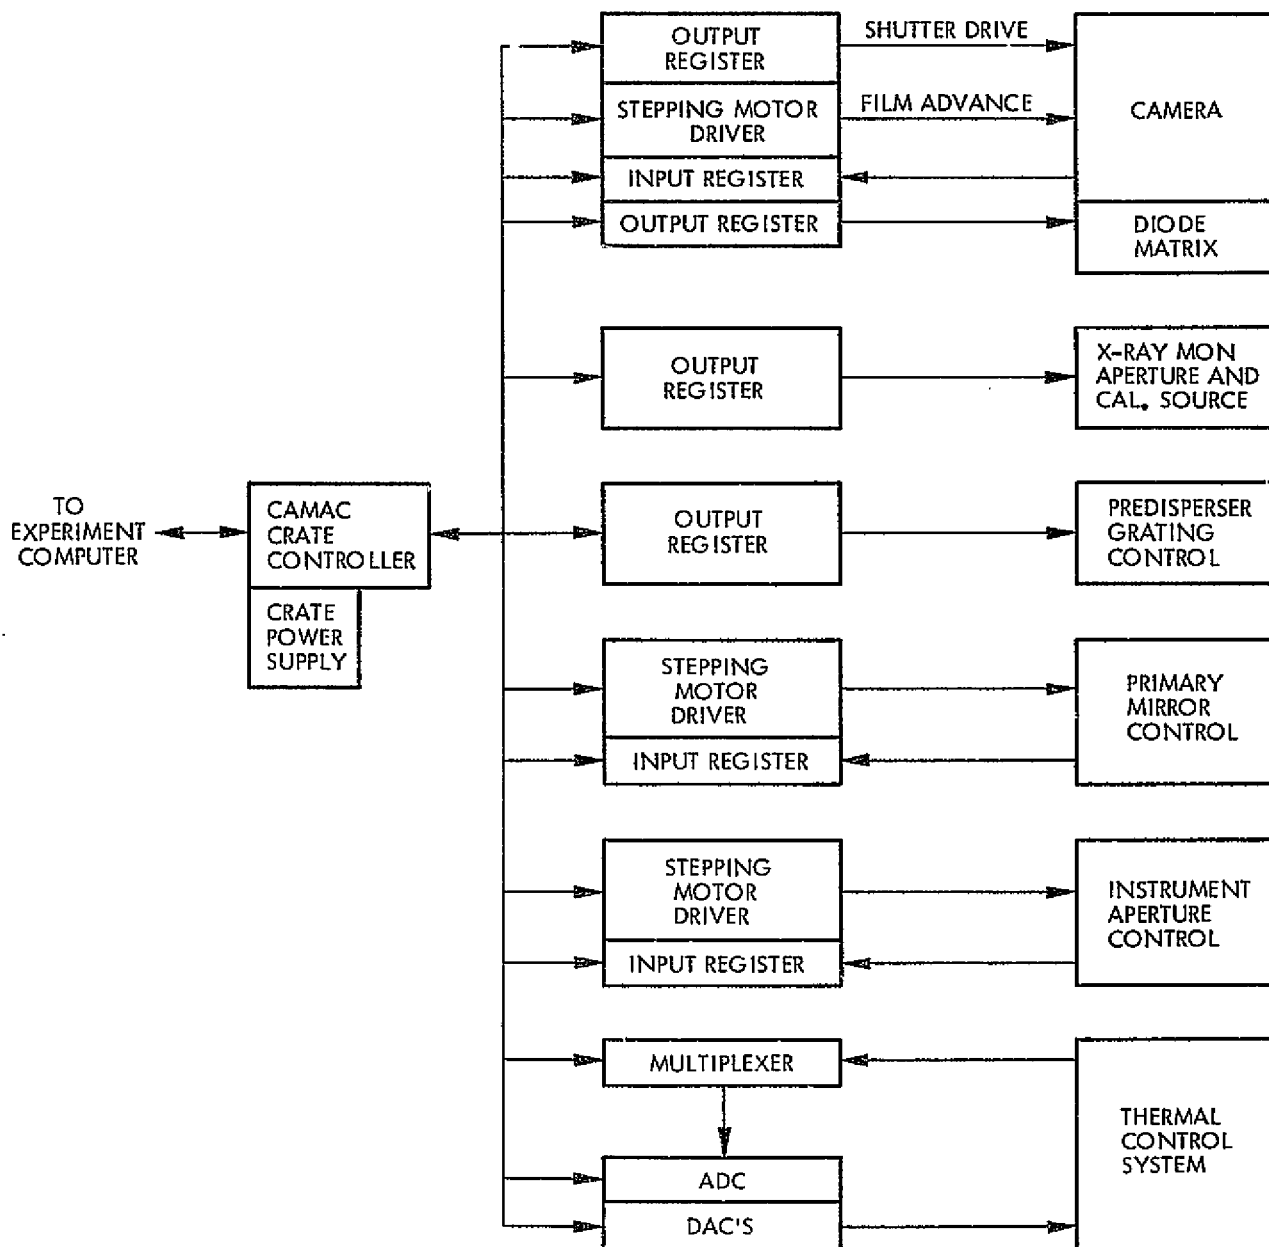 OUTPUT
REGISTER
SHUTTER DRIVE
STEPPING MOTOR
DRIVER
FILM ADVANCE
CAMERA
INPUT REGISTER
OUTPUT REGISTER
DIODE
MATRIX
OUTPUT
REGISTER
X-RAY MON
APERTURE AND
CAL. SOURCE
TO
EXPERIMENT
COMPUTER
CAMAC
CRATE
CONTROLLER
CRATE
POWER
SUPPLY
OUTPUT
REGISTER
PREDISPERSER
GRATING
CONTROL
STEPPING
MOTOR
DRIVER
INPUT REGISTER
PRIMARY
MIRROR
CONTROL
STEPPING
MOTOR
DRIVER
INPUT REGISTER
INSTRUMENT
APERTURE
CONTROL
MULTIPLEXER
ADC
DAC'S
THERMAL
CONTROL
SYSTEM